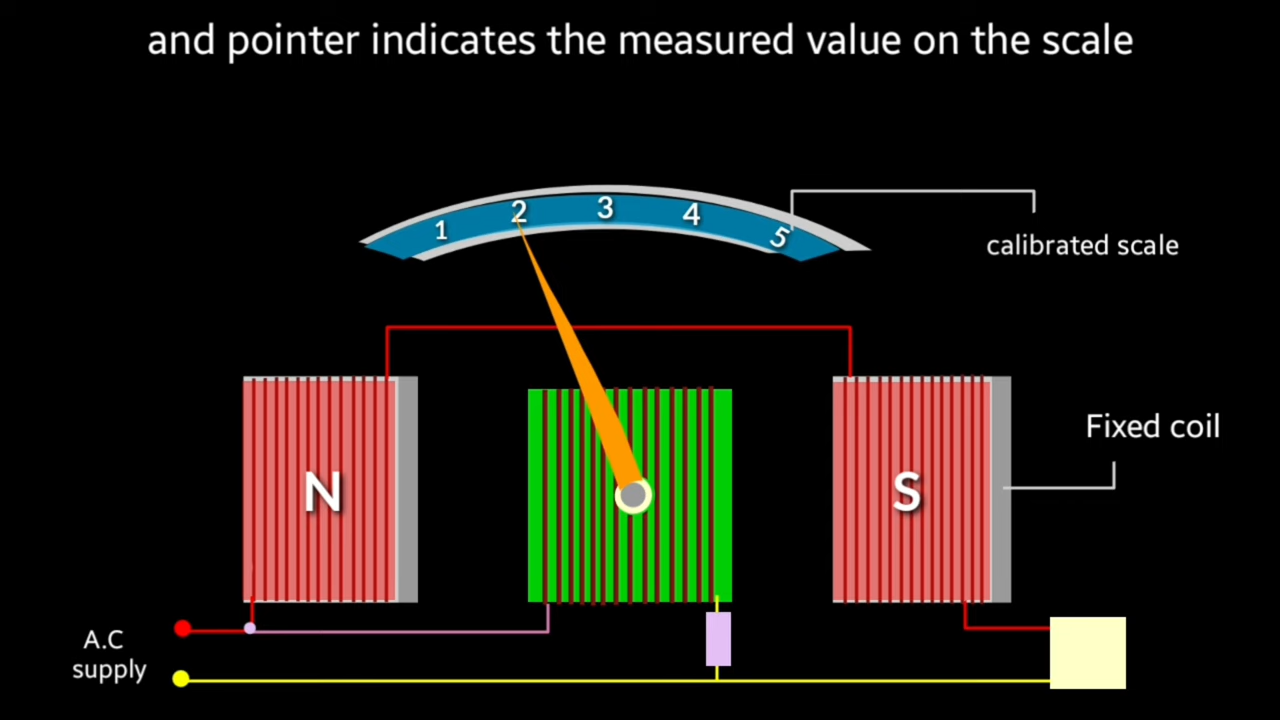 and pointer indicates the measured value on the scale
1 2 3 4 5
calibrated scale
Fixed coil
N S
A.C
supply